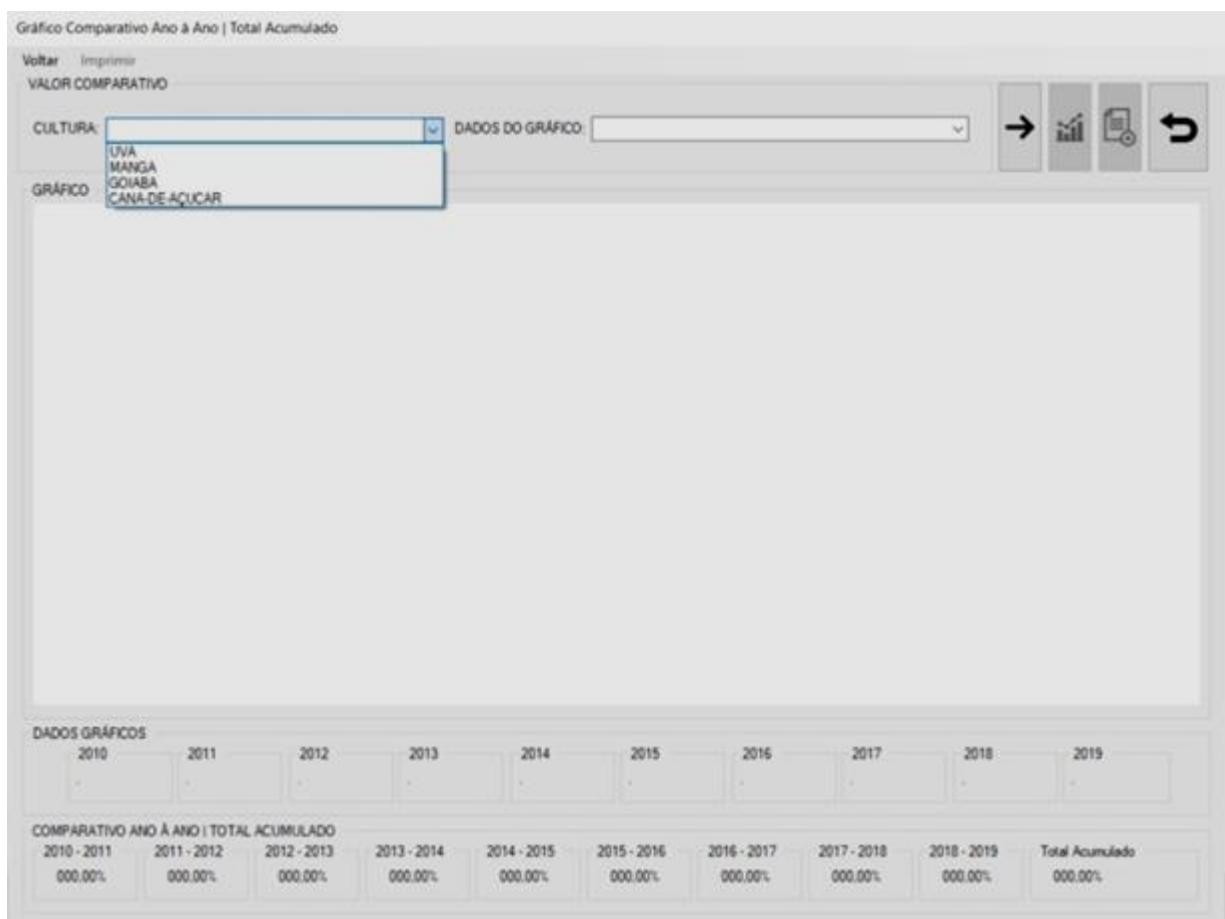 Gráfico Comparativo Ano à Ano | Total Acumulado
Voltar Imprimir
VALOR COMPARATIVO
CULTURA: DADOS DO GRÁFICO:
UVA
MANGA
GOIABA
CANA-DE-AÇUCAR
GRÁFICO
DADOS GRÁFICOS
2010 2011 2012 2013 2014 2015 2016 2017 2018 2019
- - - - - - - - - -
COMPARATIVO ANO À ANO | TOTAL ACUMULADO
2010 - 2011 2011 - 2012 2012 - 2013 2013 - 2014 2014 - 2015 2015 - 2016 2016 - 2017 2017 - 2018 2018 - 2019 Total Acumulado
000.00% 000.00% 000.00% 000.00% 000.00% 000.00% 000.00% 000.00% 000.00% 000.00%